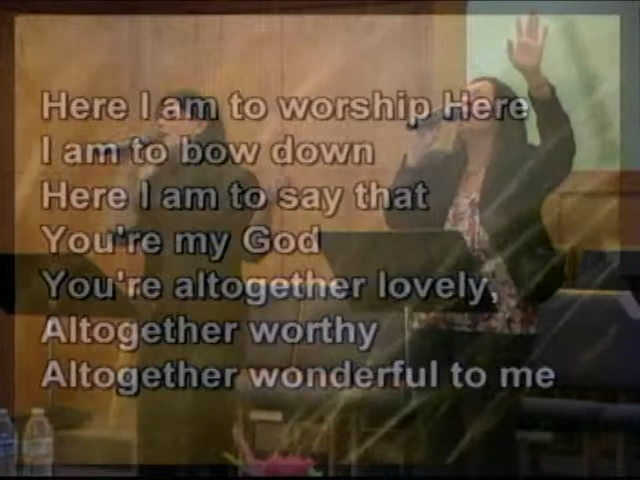 Here I am to worship Here
I am to bow down
Here I am to say that
You're my God
You're altogether lovely,
Altogether worthy
Altogether wonderful to me